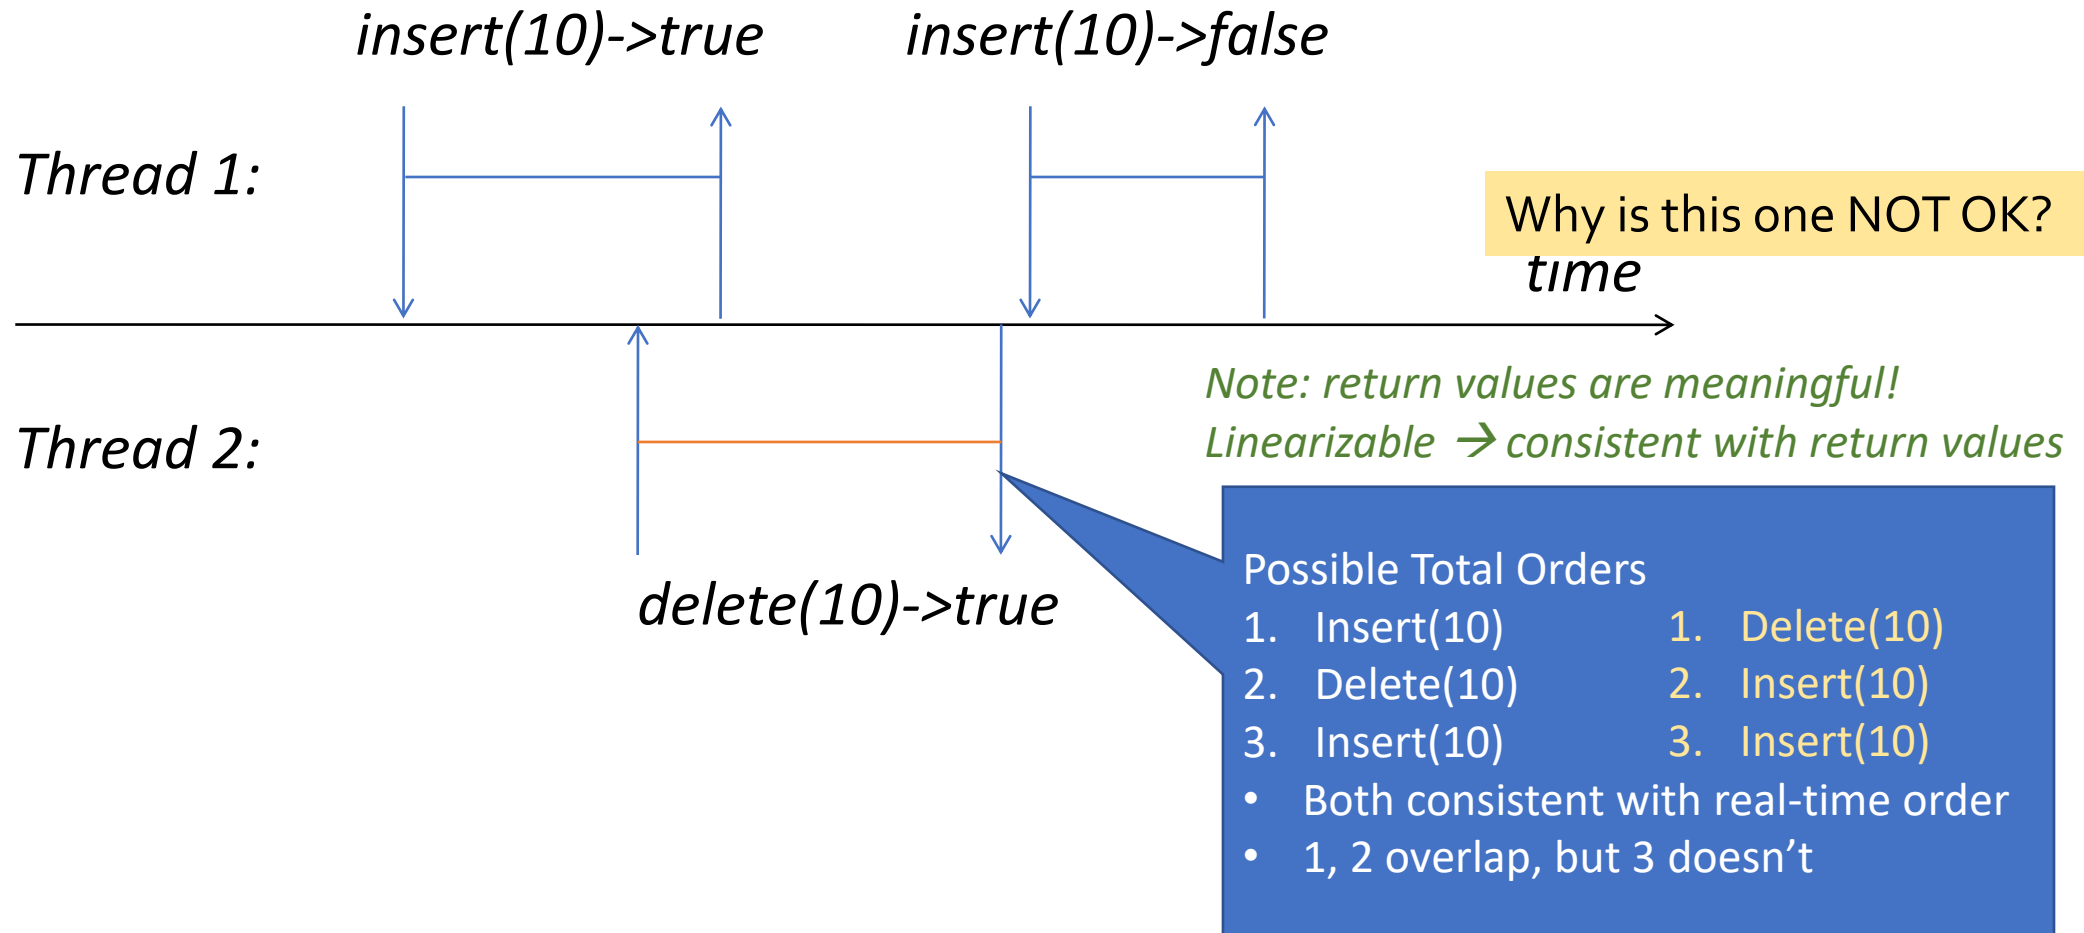 insert(10)->true
insert(10)->false
Thread 1:
Why is this one NOT OK?
time
Note: return values are meaningful!
Linearizable → consistent with return values
Thread 2:
delete(10)->true
Possible Total Orders
1. Insert(10)
2. Delete(10)
3. Insert(10)
1. Delete(10)
2. Insert(10)
3. Insert(10)
• Both consistent with real-time order
• 1, 2 overlap, but 3 doesn’t